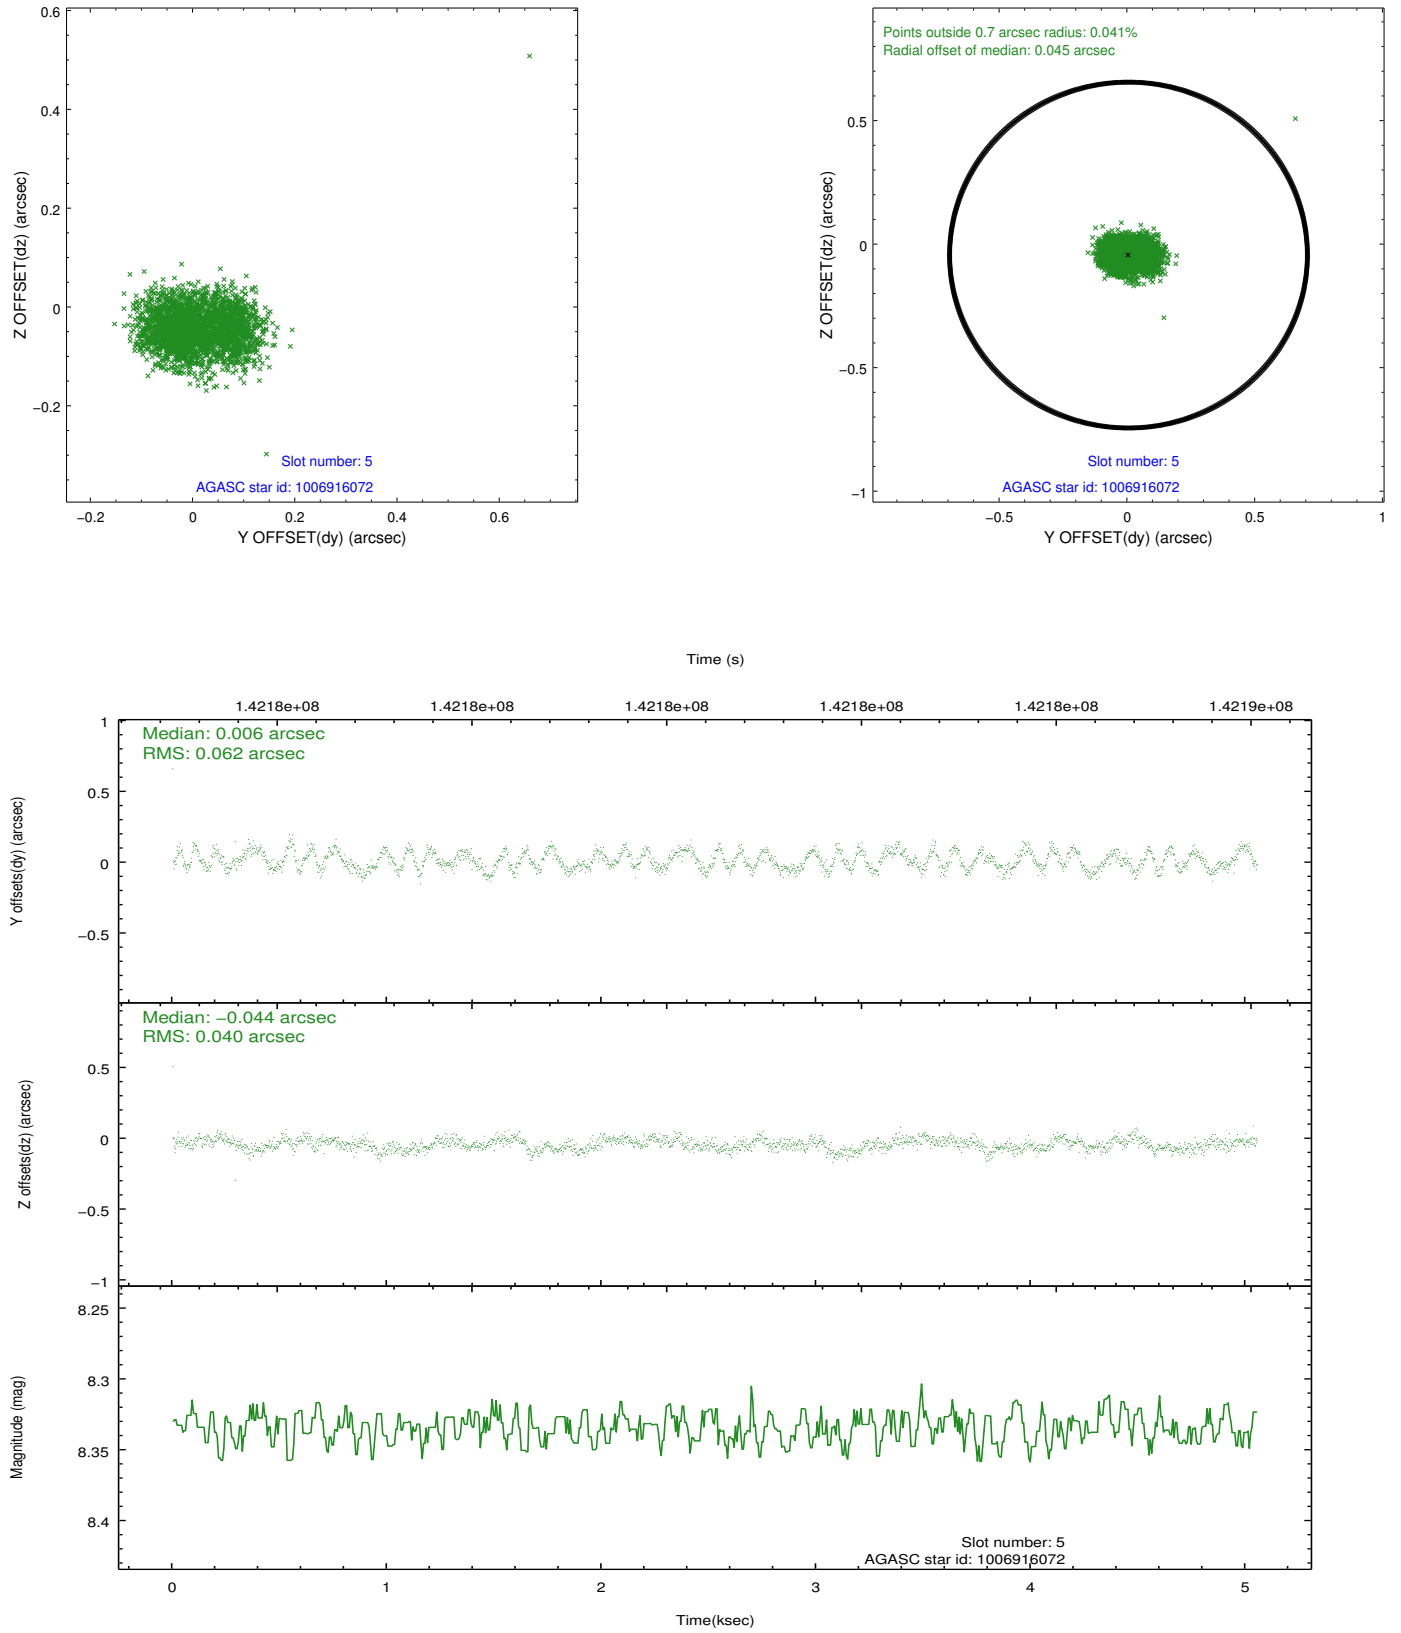 0.6
0.4
0.2
0
−0.2
Z OFFSET(dz) (arcsec)
Slot number: 5
AGASC star id: 1006916072
−0.2 0 0.2 0.4 0.6
Y OFFSET(dy) (arcsec)
Points outside 0.7 arcsec radius: 0.041%
Radial offset of median: 0.045 arcsec
0.5
0
−0.5
−1
Z OFFSET(dz) (arcsec)
Slot number: 5
AGASC star id: 1006916072
−0.5 0 0.5 1
Y OFFSET(dy) (arcsec)
Time (s)
1.4218e+08 1.4218e+08 1.4218e+08 1.4218e+08 1.4218e+08 1.4219e+08
Median: 0.006 arcsec
RMS: 0.062 arcsec
1
0.5
0
−0.5
Y offsets(dy) (arcsec)
Median: −0.044 arcsec
RMS: 0.040 arcsec
0.5
0
−0.5
−1
Z offsets(dz) (arcsec)
8.25
8.3
8.35
8.4
Magnitude (mag)
Slot number: 5
AGASC star id: 1006916072
0 1 2 3 4 5
Time(ksec)